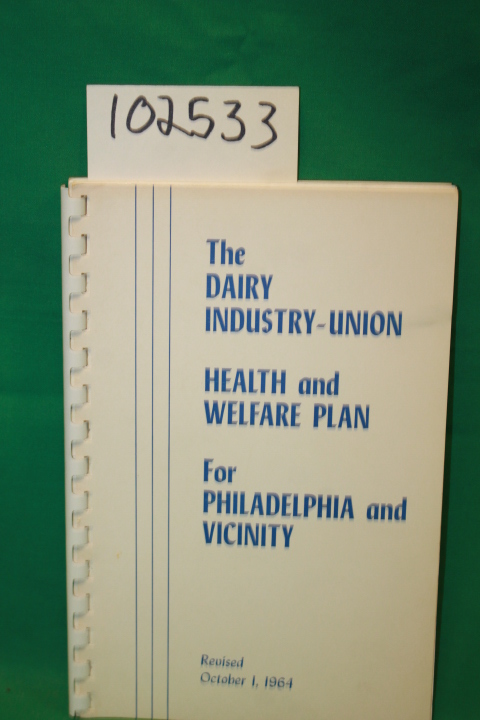 102533
The
DAIRY
INDUSTRY-UNION
HEALTH and
WELFARE PLAN
For
PHILADELPHIA and
VICINITY
Revised
October 1, 1964